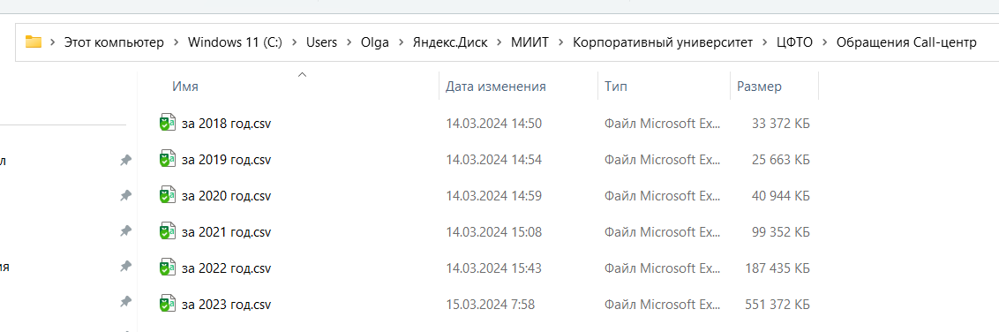 Этот компьютер > Windows 11 (C:) > Users > Olga > Яндекс.Диск > МИИТ > Корпоративный университет > ЦФТО > Обращения Call-центр
Имя Дата изменения Тип Размер
за 2018 год.csv 14.03.2024 14:50 Файл Microsoft Ex... 33 372 КБ
л за 2019 год.csv 14.03.2024 14:54 Файл Microsoft Ex... 25 663 КБ
за 2020 год.csv 14.03.2024 14:59 Файл Microsoft Ex... 40 944 КБ
за 2021 год.csv 14.03.2024 15:08 Файл Microsoft Ex... 99 352 КБ
ия за 2022 год.csv 14.03.2024 15:43 Файл Microsoft Ex... 187 435 КБ
за 2023 год.csv 15.03.2024 7:58 Файл Microsoft Ex... 551 372 КБ